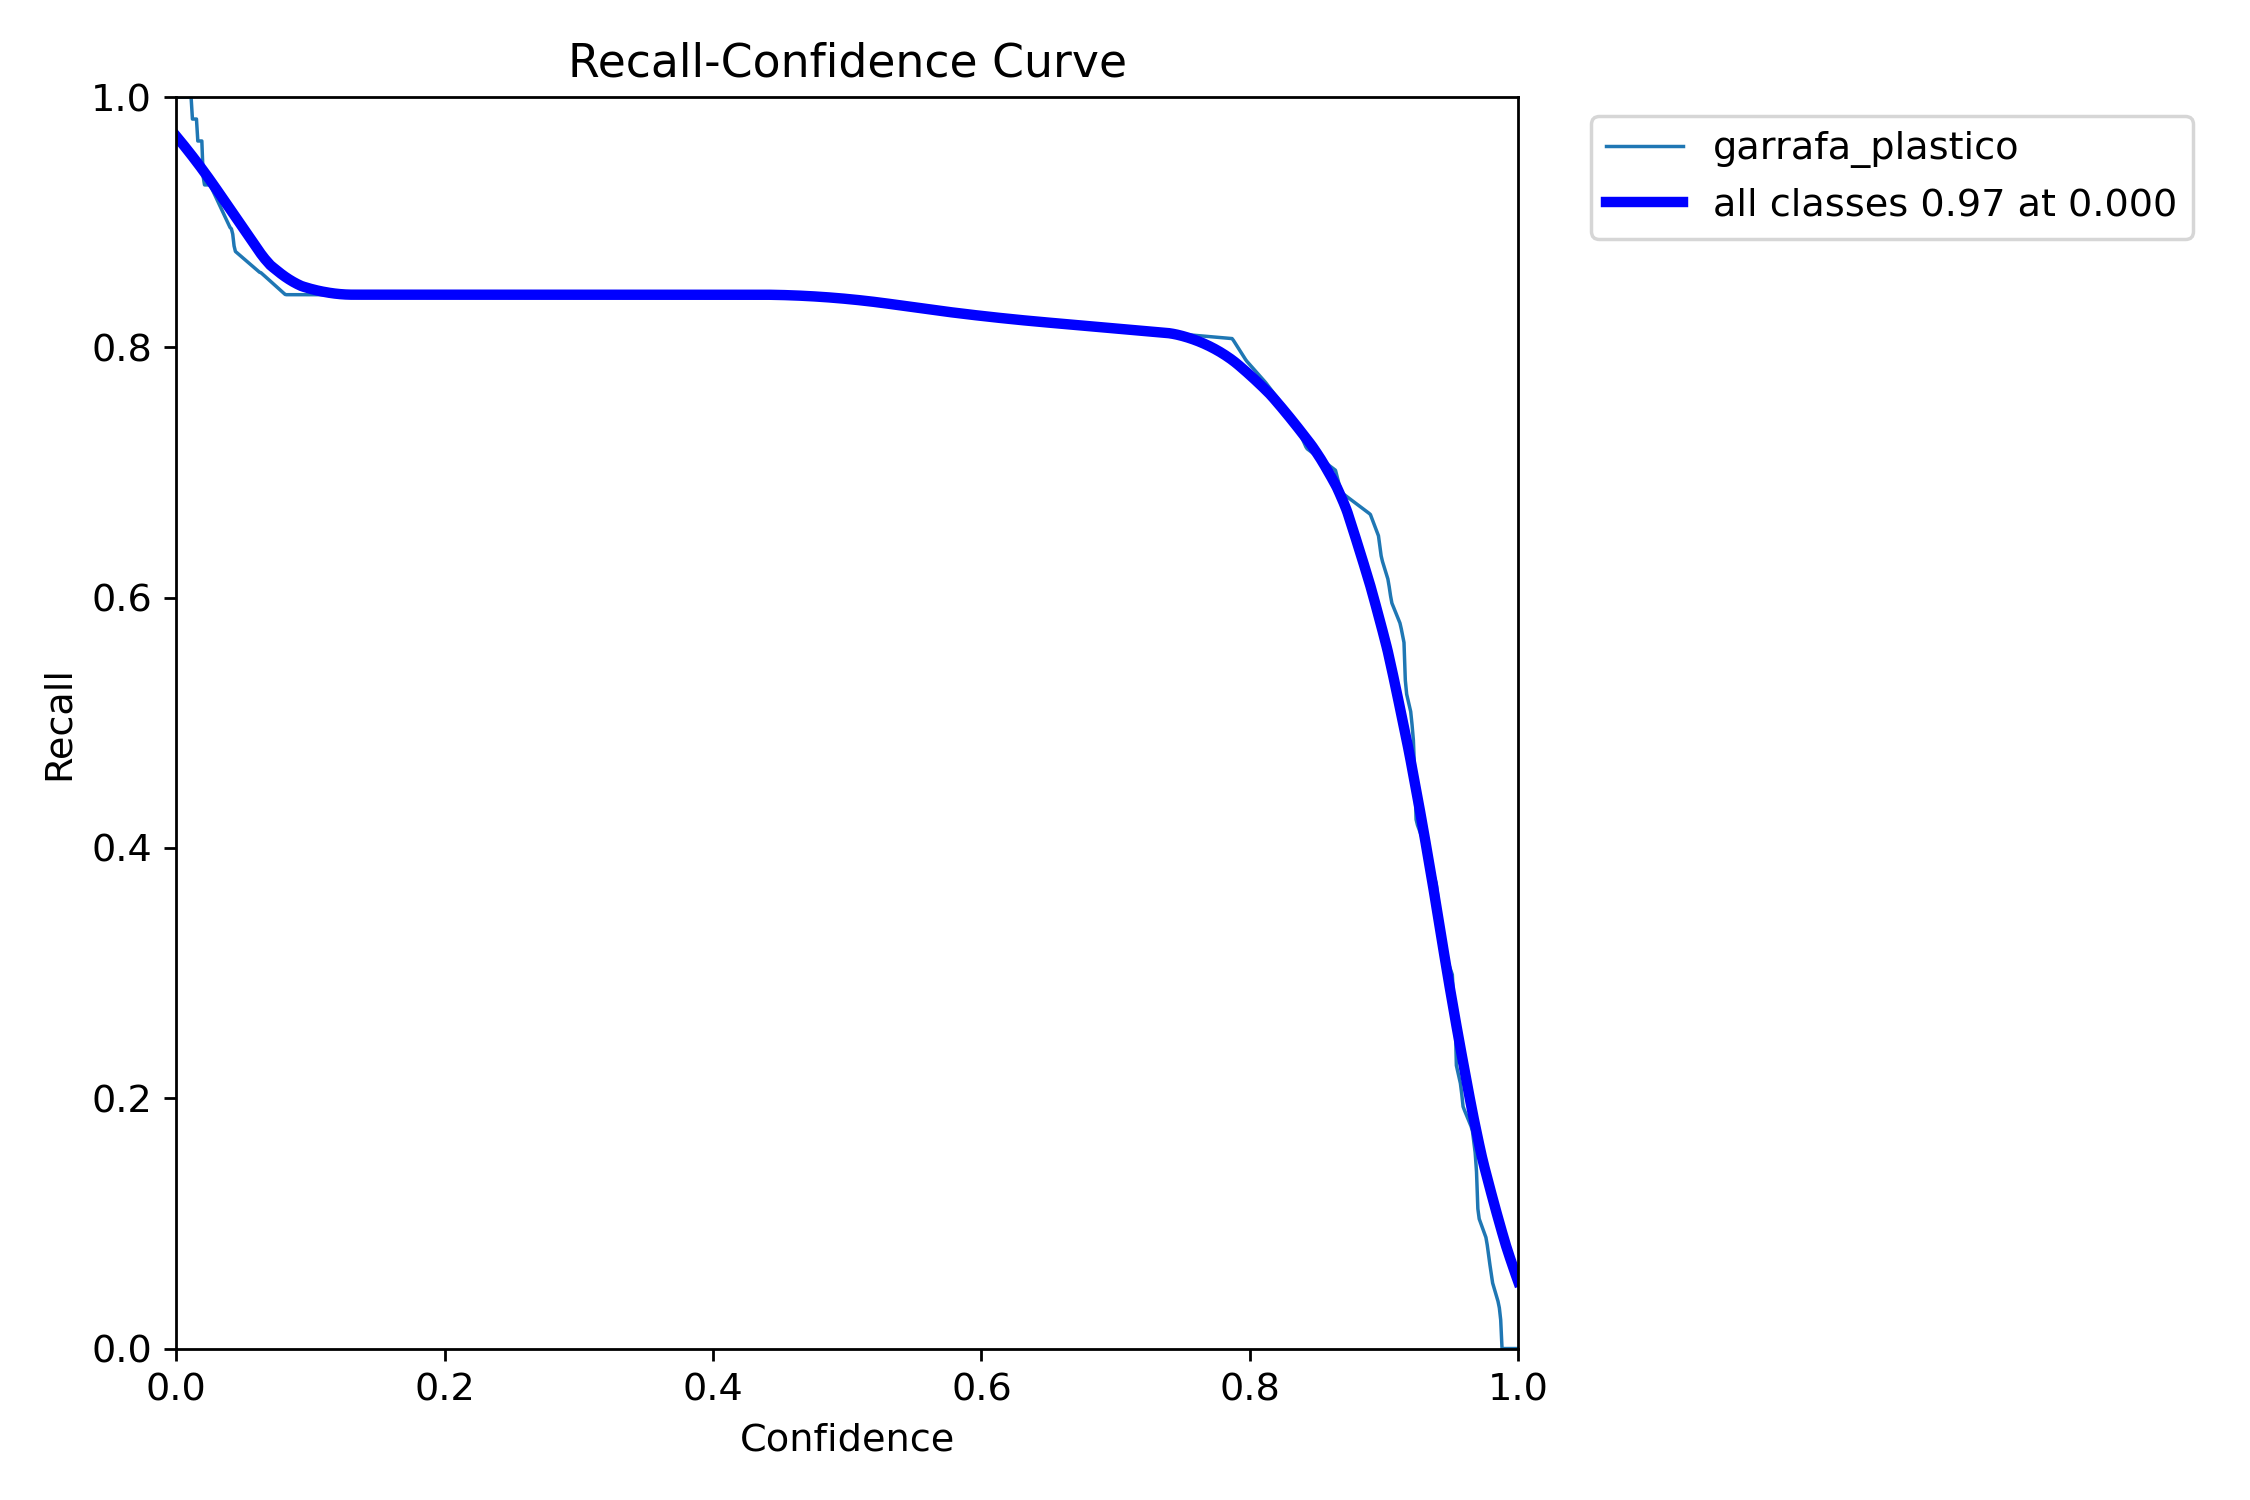 Recall-Confidence Curve
garrafa_plastico
all classes 0.97 at 0.000
1.0
0.8
0.6
0.4
0.2
0.0
Recall
0.0 0.2 0.4 0.6 0.8 1.0
Confidence